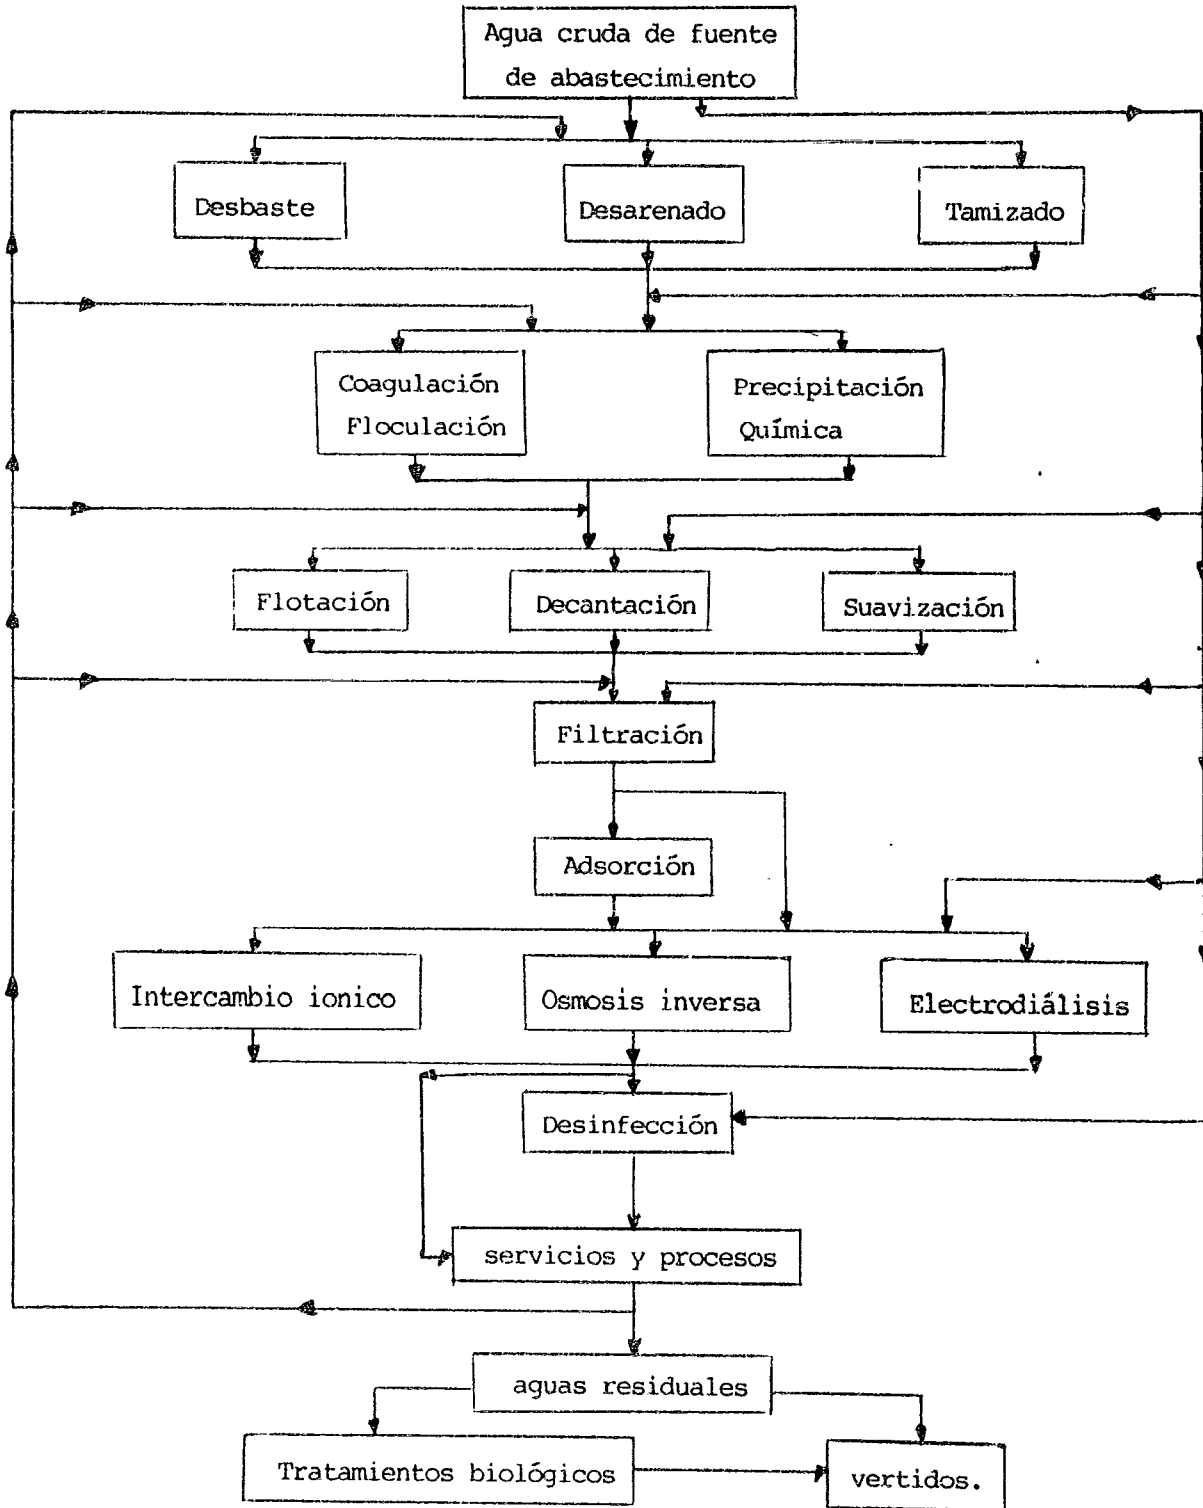 Agua cruda de fuente
de abastecimiento
Desbaste
Desarenado
Tamizado
Coagulación
Floculación
Precipitación
Química
Flotación
Decantación
Suavización
Filtración
Adsorción
Intercambio ionico
Osmosis inversa
Electrodiálisis
Desinfección
servicios y procesos
aguas residuales
Tratamientos biológicos
vertidos.